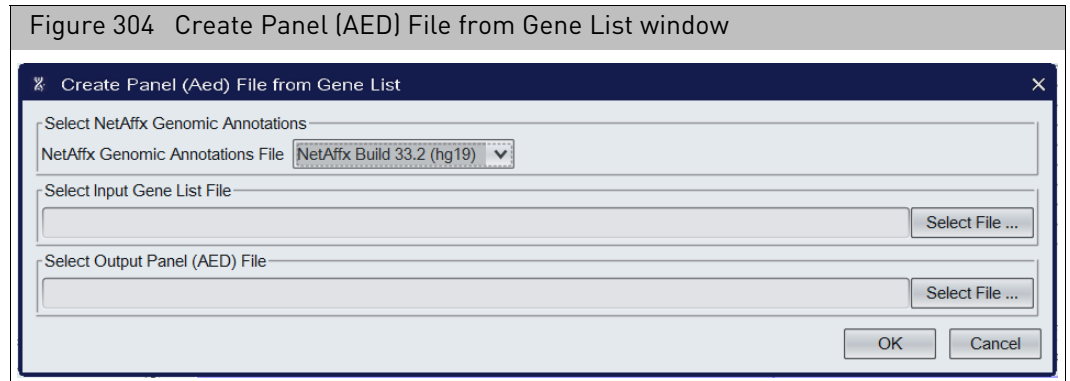 Figure 304 Create Panel (AED) File from Gene List window
Create Panel (Aed) File from Gene List
Select NetAffx Genomic Annotations
NetAffx Genomic Annotations File NetAffx Build 33.2 (hg19)
Select Input Gene List File
Select File ...
Select Output Panel (AED) File
Select File ...
OK Cancel